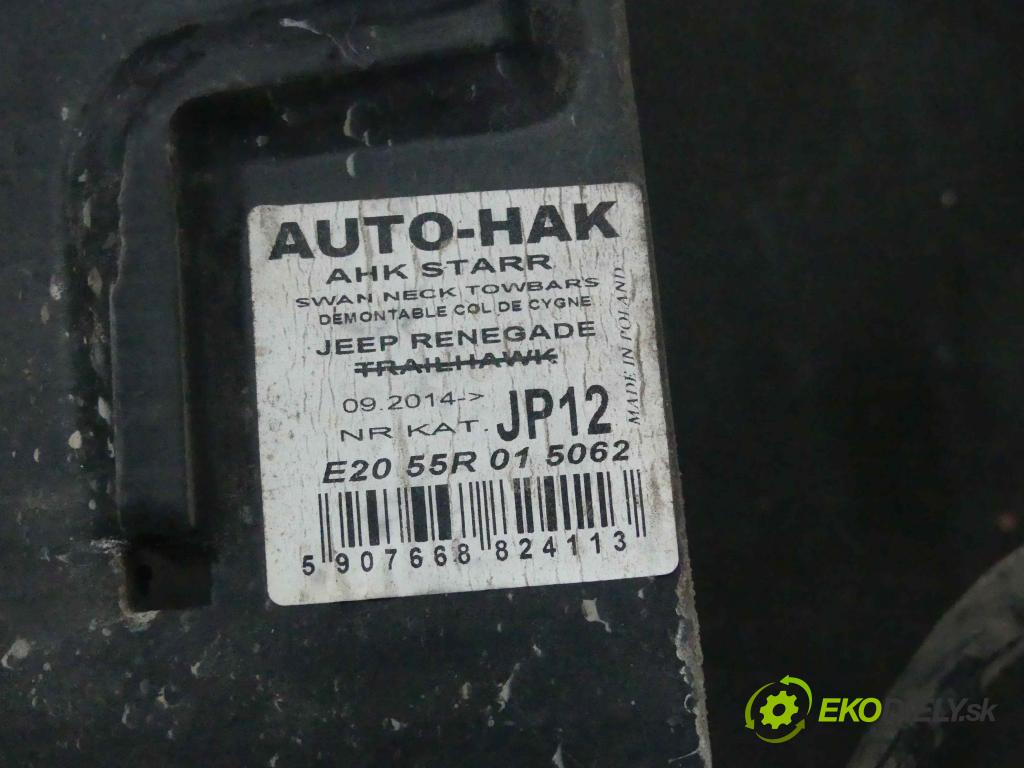 AUTO-HAK
AHK STARR
SWAN NECK TOWBARS
DEMONTABLE COL DE CYGNE
JEEP RENEGADE
TRAILHAWK
09.2014->
NR KAT. JP12
MADE IN POLAND
E20 55R 01 5062
5 907668 824113
EKODIELY.sk